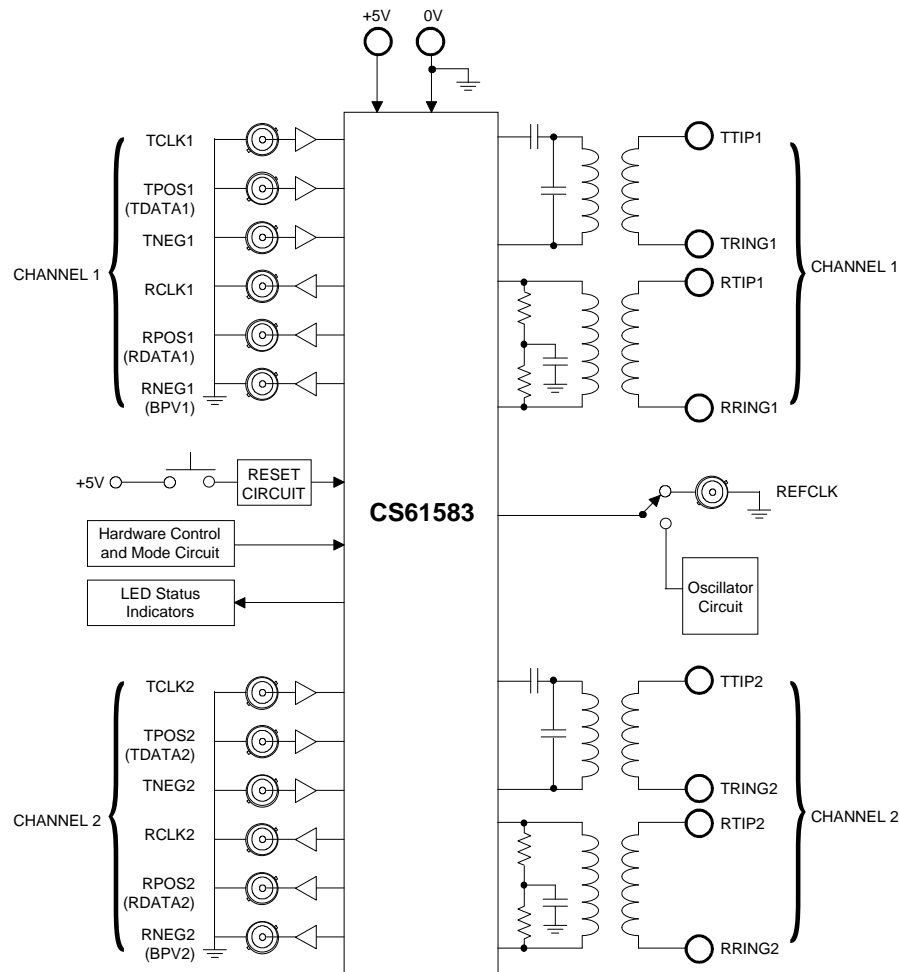 +5V
0V
TCLK1
TPOS1
(TDATA1)
TNEG1
CHANNEL 1
RCLK1
RPOS1
(RDATA1)
RNEG1
(BPV1)
TTIP1
TRING1
CHANNEL 1
RTIP1
RRING1
+5V
RESET
CIRCUIT
Hardware Control
and Mode Circuit
LED Status
Indicators
CS61583
REFCLK
Oscillator
Circuit
TCLK2
TPOS2
(TDATA2)
TNEG2
CHANNEL 2
RCLK2
RPOS2
(RDATA2)
RNEG2
(BPV2)
TTIP2
TRING2
CHANNEL 2
RTIP2
RRING2